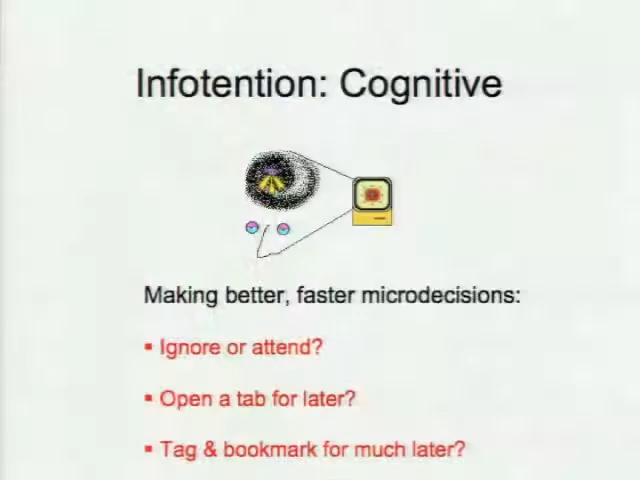 Infotention: Cognitive
Making better, faster microdecisions:
▪ Ignore or attend?
▪ Open a tab for later?
▪ Tag & bookmark for much later?